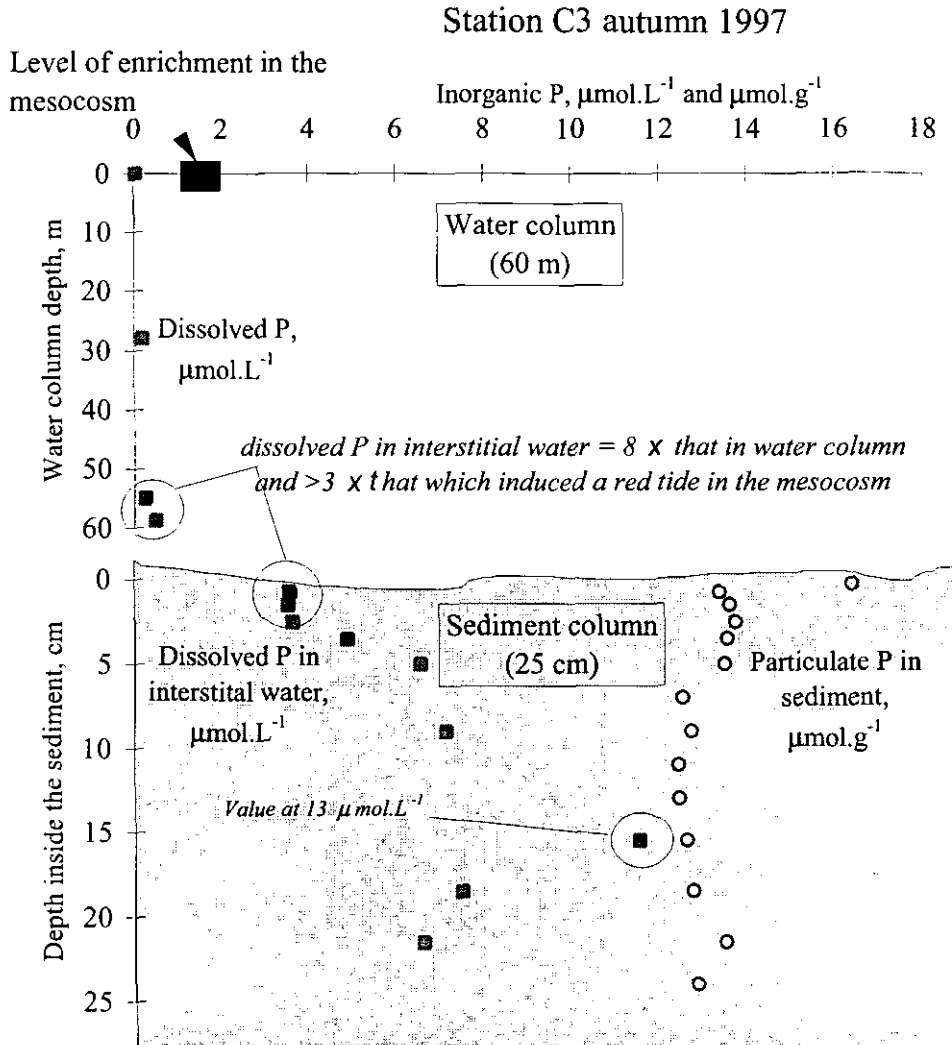 Station C3 autumn 1997
Level of enrichment in the
mesocosm
Inorganic P, µmol.L⁻¹ and µmol.g⁻¹
0 2 4 6 8 10 12 14 16 18
0
10
20
30
40
50
60
Water column depth, m
Water column
(60 m)
Dissolved P,
µmol.L⁻¹
dissolved P in interstitial water = 8 x that in water column
and >3 x t hat which induced a red tide in the mesocosm
0
5
10
15
20
25
Depth inside the sediment, cm
Sediment column
(25 cm)
Dissolved P in
interstital water,
µmol.L⁻¹
Particulate P in
sediment,
µmol.g⁻¹
Value at 13 µmol.L⁻¹